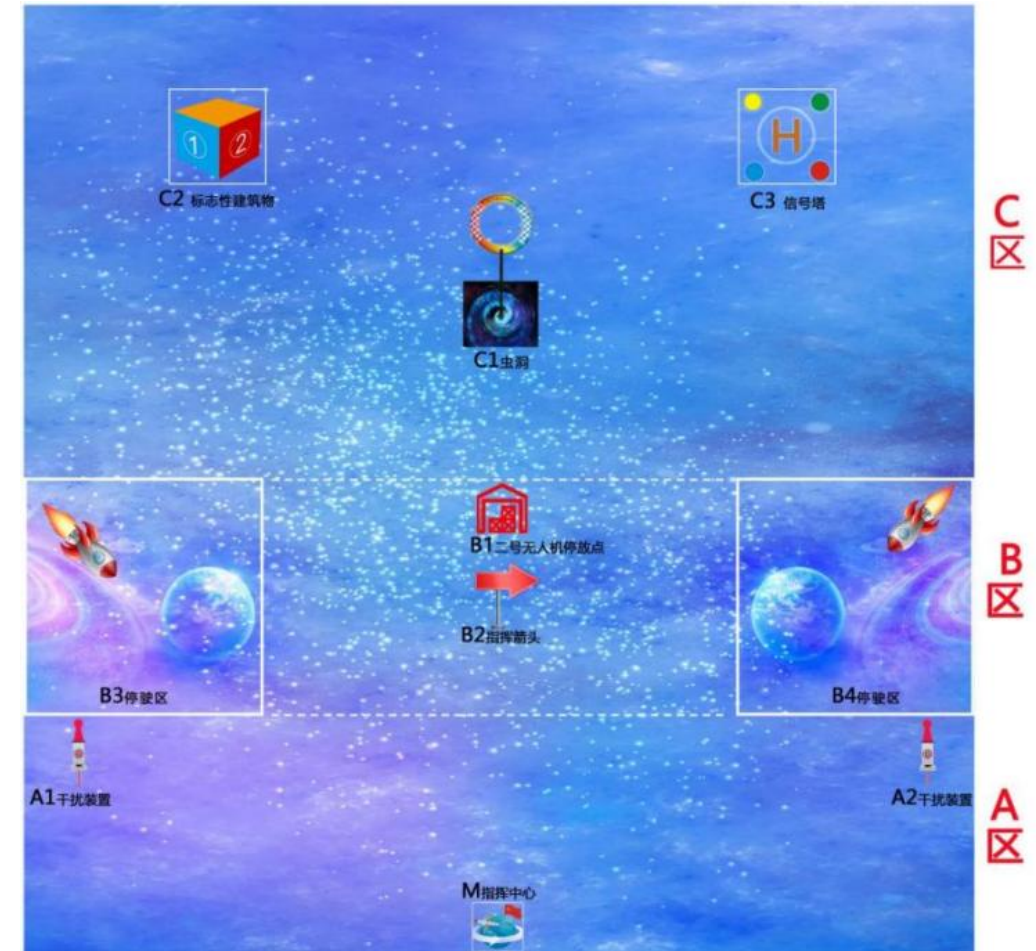 C2 标志性建筑物
1
2
H
C3 信号塔
C
区
C1虫洞
B1二号无人机停放点
B2指挥箭头
B
区
B3停驶区
B4停驶区
A1干扰装置
A2干扰装置
A
区
M指挥中心